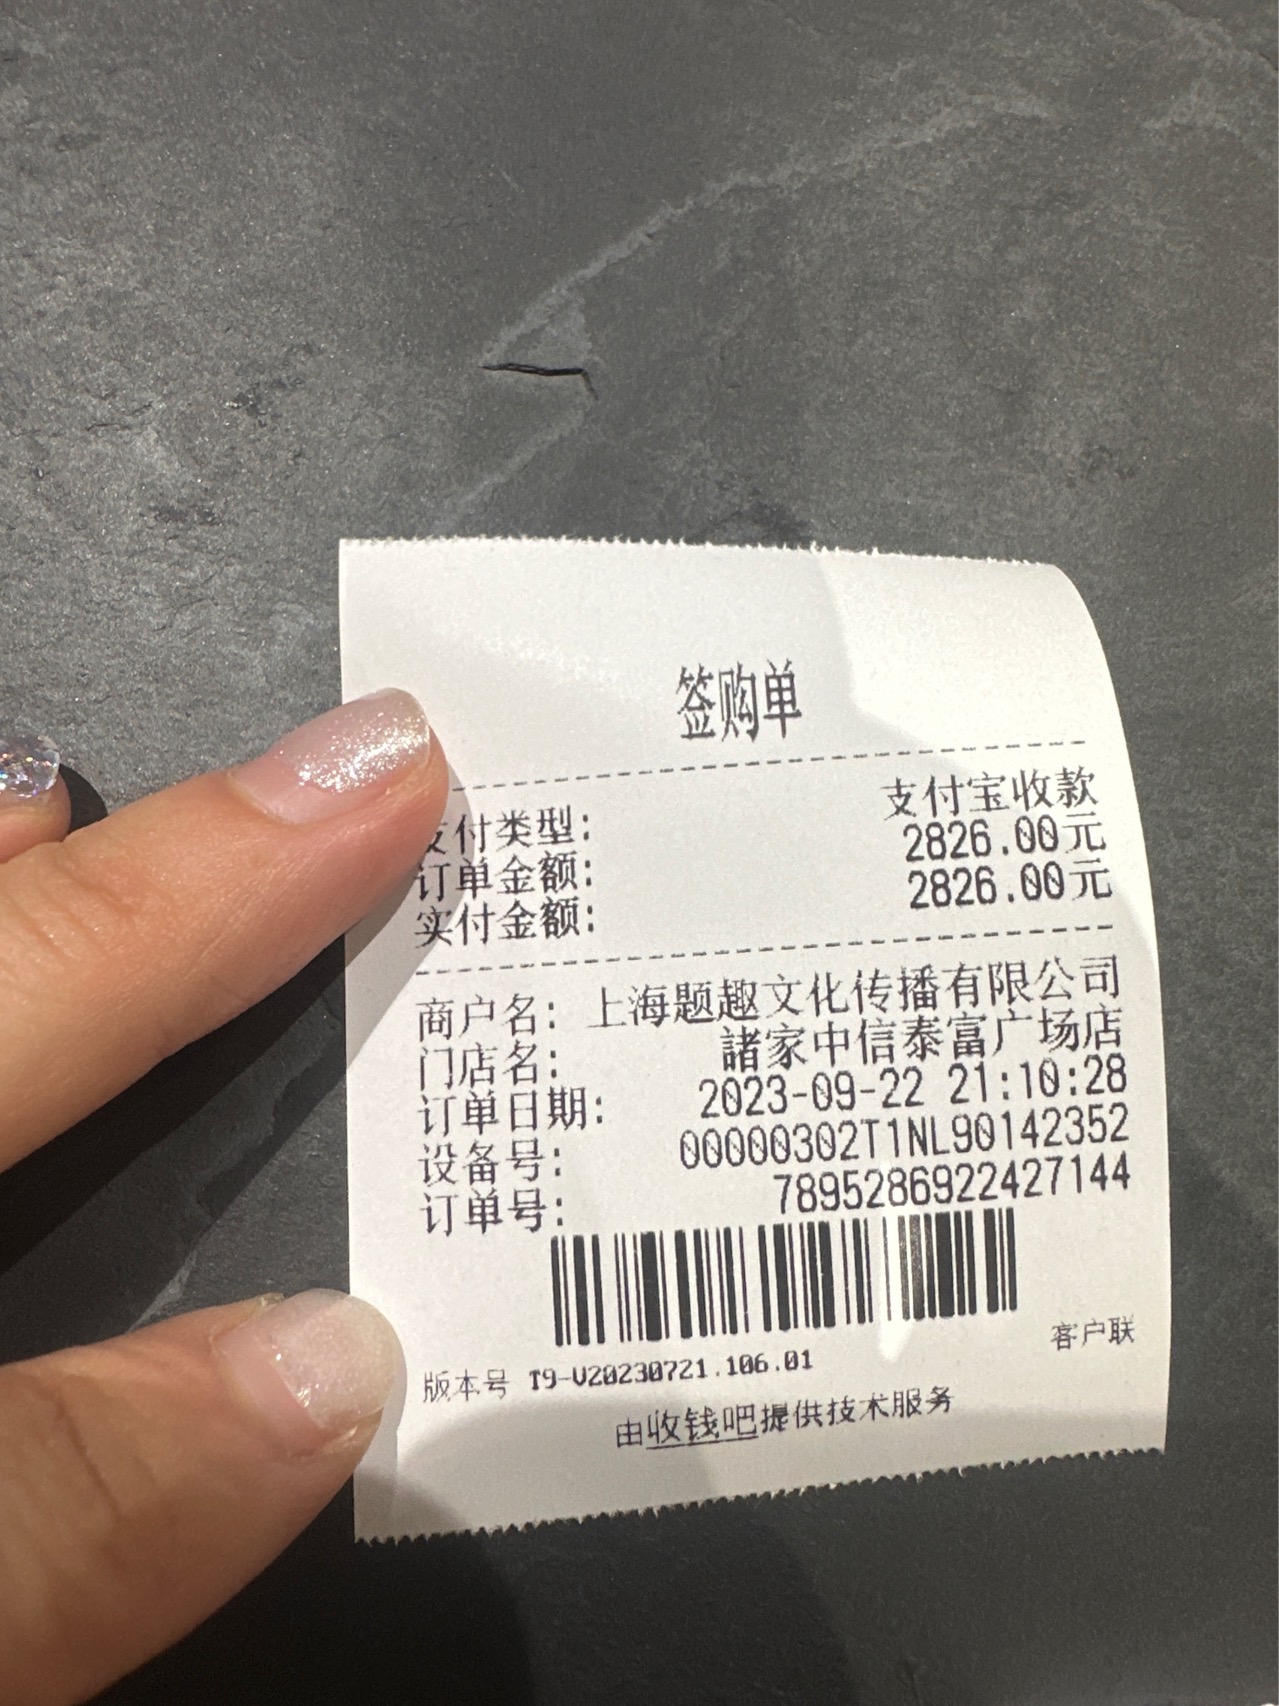 签购单
支付类型: 支付宝收款
订单金额: 2826.00元
实付金额: 2826.00元
商户名: 上海题趣文化传播有限公司
门店名: 諸家中信泰富广场店
订单日期: 2023-09-22 21:10:28
设备号: 00000302T1NL90142352
订单号: 7895286922427144
客户联
版本号 T9-V20230721.106.01
由收钱吧提供技术服务